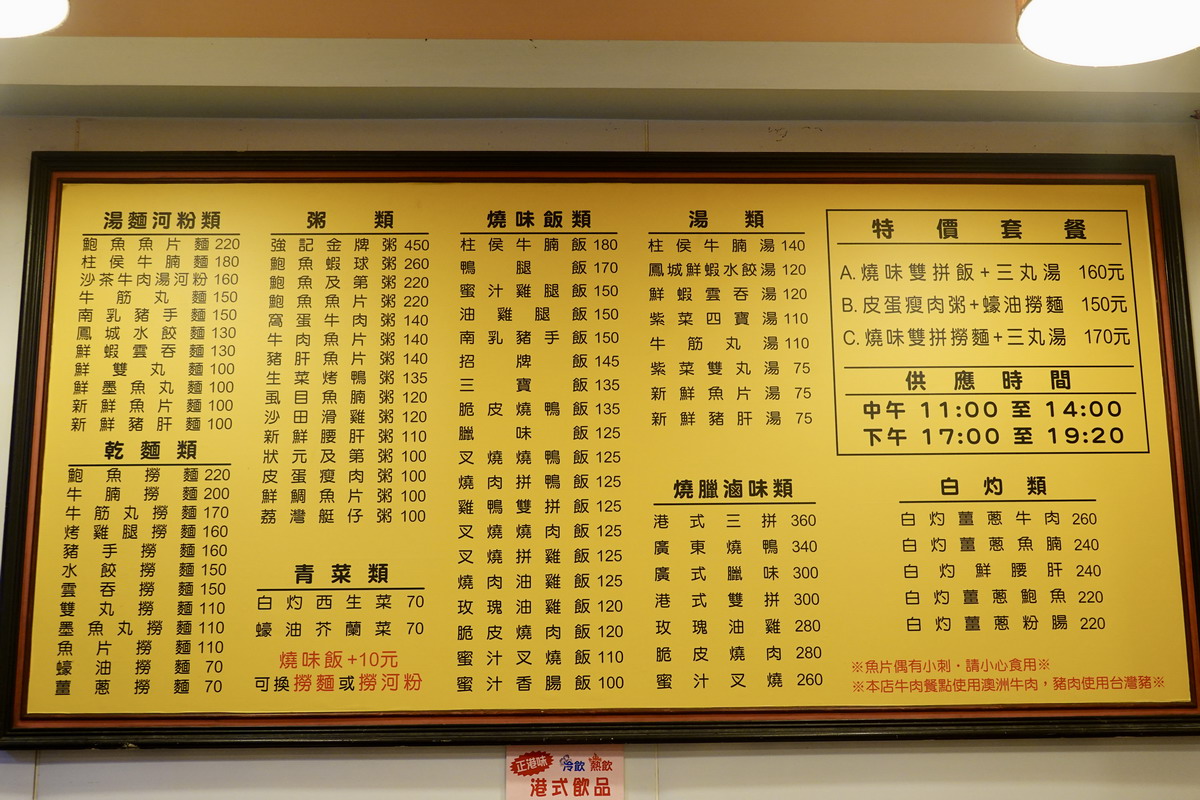 湯麵河粉類
鮑魚魚片麵 220
柱侯牛腩麵 180
沙茶牛肉湯河粉 160
牛筋丸麵 150
南乳豬手麵 150
鳳城水餃麵 130
鮮蝦雲吞麵 130
鮮雙丸麵 100
鮮墨魚丸麵 100
新鮮魚片麵 100
新鮮豬肝麵 100
乾麵類
鮑魚撈麵 220
牛腩撈麵 200
牛筋丸撈麵 170
烤雞腿撈麵 160
豬手撈麵 160
水餃撈麵 150
雲吞撈麵 150
雙丸撈麵 110
墨魚丸撈麵 110
魚片撈麵 110
蠔油撈麵 70
薑蔥撈麵 70
粥類
強記金牌粥 450
鮑魚蝦球粥 260
鮑魚及第粥 220
鮑魚魚片粥 220
窩蛋牛肉粥 140
牛肉魚片粥 140
豬肝魚片粥 140
生菜烤鴨粥 135
虱目魚腩粥 120
沙田滑雞粥 120
新鮮腰肝粥 110
狀元及第粥 100
皮蛋瘦肉粥 100
鮮鯛魚片粥 100
荔灣艇仔粥 100
青菜類
白灼西生菜 70
蠔油芥蘭菜 70
燒味飯+10元
可換撈麵或撈河粉
燒味飯類
柱侯牛腩飯 180
鴨腿飯 170
蜜汁雞腿飯 150
油雞腿飯 150
南乳豬手飯 150
招牌飯 145
三寶飯 135
脆皮燒鴨飯 135
臘味飯 125
叉燒燒鴨飯 125
燒肉拼鴨飯 125
雞鴨雙拼飯 125
叉燒燒肉飯 125
叉燒拼雞飯 125
燒肉油雞飯 125
玫瑰油雞飯 120
脆皮燒肉飯 120
蜜汁叉燒飯 110
蜜汁香腸飯 100
湯類
柱侯牛腩湯 140
鳳城鮮蝦水餃湯 120
鮮蝦雲吞湯 120
紫菜四寶湯 110
牛筋丸湯 110
紫菜雙丸湯 75
新鮮魚片湯 75
新鮮豬肝湯 75
燒臘滷味類
港式三拼 360
廣東燒鴨 340
廣式臘味 300
港式雙拼 300
玫瑰油雞 280
脆皮燒肉 280
蜜汁叉燒 260
特價套餐
A.燒味雙拼飯+三丸湯 160元
B.皮蛋瘦肉粥+蠔油撈麵 150元
C.燒味雙拼撈麵+三丸湯 170元
供應時間
中午 11:00 至 14:00
下午 17:00 至 19:20
白灼類
白灼薑蔥牛肉 260
白灼薑蔥魚腩 240
白灼鮮腰肝 240
白灼薑蔥鮑魚 220
白灼薑蔥粉腸 220
※魚片偶有小刺·請小心食用※
※本店牛肉餐點使用澳洲牛肉，豬肉使用台灣豬※
正港味 冷飲 熱飲
港式飲品